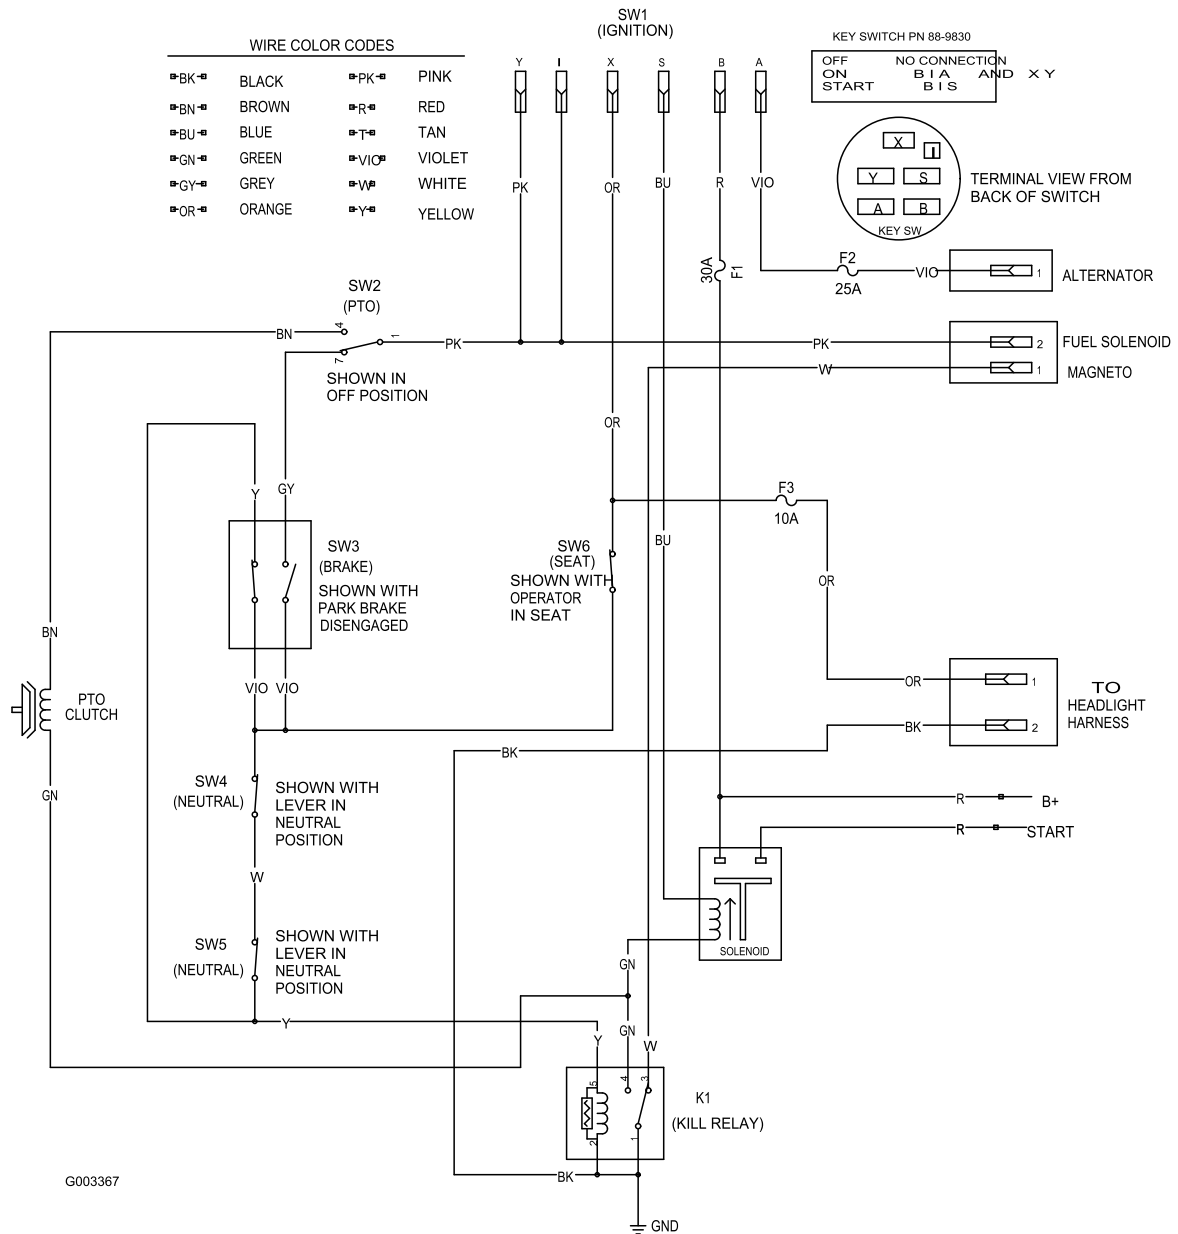 SW1
(IGNITION)
WIRE COLOR CODES
BK BLACK PK PINK
BN BROWN R RED
BU BLUE T TAN
GN GREEN VIO VIOLET
GY GREY W WHITE
OR ORANGE Y YELLOW
Y I X S B A
KEY SWITCH PN 88-9830
OFF NO CONNECTION
ON B I A AND X Y
START B I S
X
I
Y S
A B
KEY SW
TERMINAL VIEW FROM
BACK OF SWITCH
PK OR BU R VIO
30A
F1
F2
25A
VIO
1
ALTERNATOR
SW2
(PTO)
BN
4
1
7
PK
PK
2
FUEL SOLENOID
W
1
MAGNETO
SHOWN IN
OFF POSITION
OR
Y
GY
F3
10A
SW3
(BRAKE)
SHOWN WITH
PARK BRAKE
DISENGAGED
SW6
(SEAT)
SHOWN WITH
OPERATOR
IN SEAT
BU
OR
BN
VIO VIO
PTO
CLUTCH
OR
1
BK
2
TO
HEADLIGHT
HARNESS
BK
GN
SW4
(NEUTRAL)
SHOWN WITH
LEVER IN
NEUTRAL
POSITION
R
B+
R
START
W
SW5
(NEUTRAL)
SHOWN WITH
LEVER IN
NEUTRAL
POSITION
SOLENOID
GN
Y
GN
Y
W
5
4
3
2
1
K1
(KILL RELAY)
BK
G003367
GND